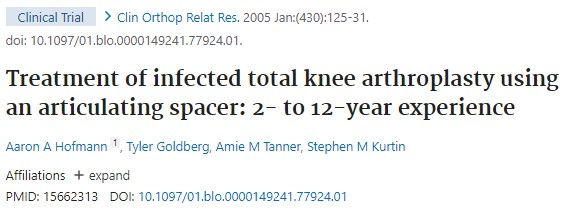 Clinical Trial > Clin Orthop Relat Res. 2005 Jan:(430):125-31.
doi: 10.1097/01.blo.0000149241.77924.01.
Treatment of infected total knee arthroplasty using
an articulating spacer: 2- to 12-year experience
Aaron A Hofmann 1, Tyler Goldberg, Amie M Tanner, Stephen M Kurtin
Affiliations + expand
PMID: 15662313 DOI: 10.1097/01.blo.0000149241.77924.01